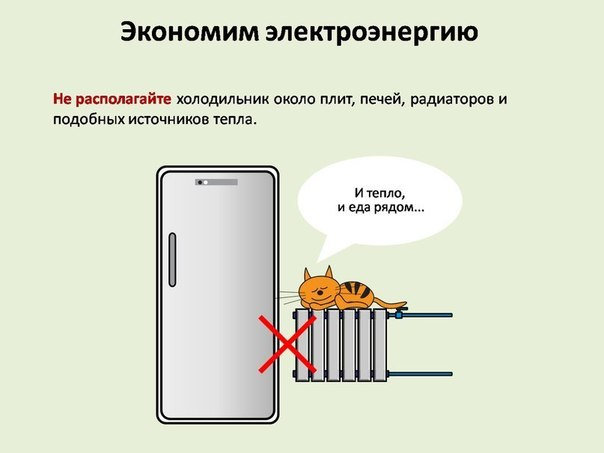 Экономим электроэнергию
Не располагайте холодильник около плит, печей, радиаторов и
подобных источников тепла.
И тепло,
и еда рядом...